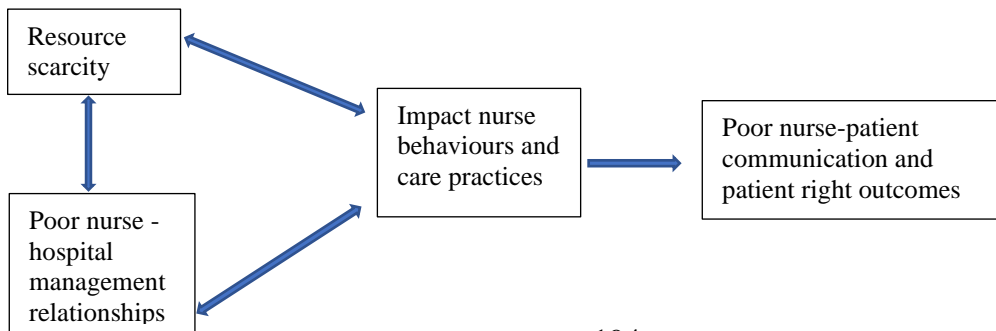 Resource
scarcity
Impact nurse
behaviours and
care practices
Poor nurse-patient
communication and
patient right outcomes
Poor nurse -
hospital
management
relationships